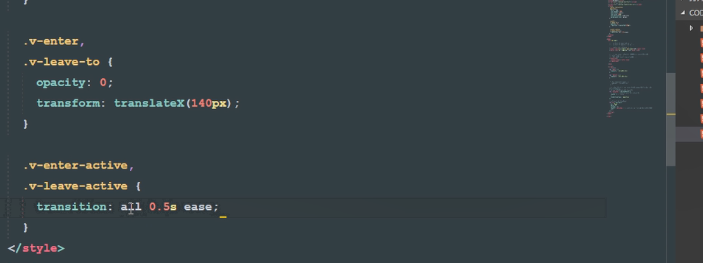 }
.v-enter,
.v-leave-to {
opacity: 0;
transform: translateX(140px);
}
.v-enter-active,
.v-leave-active {
transition: all 0.5s ease;
}
</style>